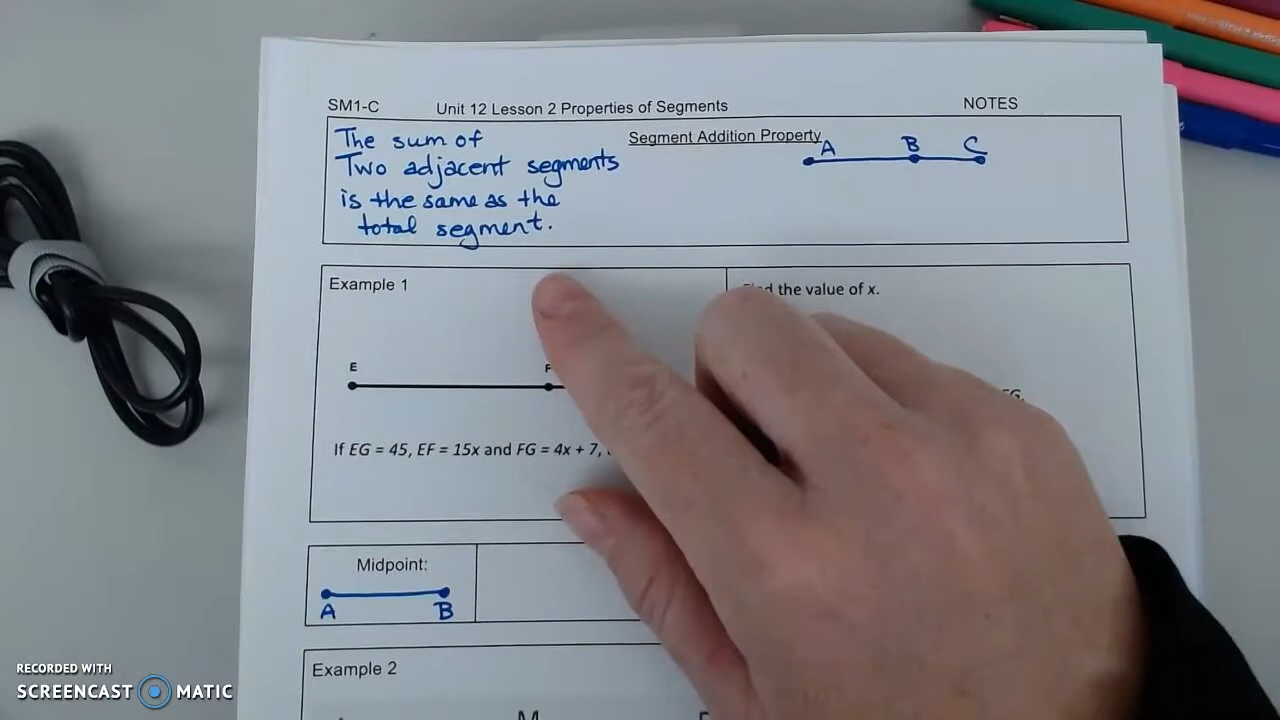 SM1-C Unit 12 Lesson 2 Properties of Segments NOTES
The sum of
Two adjacent segments
is the same as the
total segment.
Segment Addition Property
A B C
Example 1
E F
If EG = 45, EF = 15x and FG = 4x + 7,
the value of x.
Midpoint:
A B
Example 2
M
RECORDED WITH
SCREENCAST MATIC